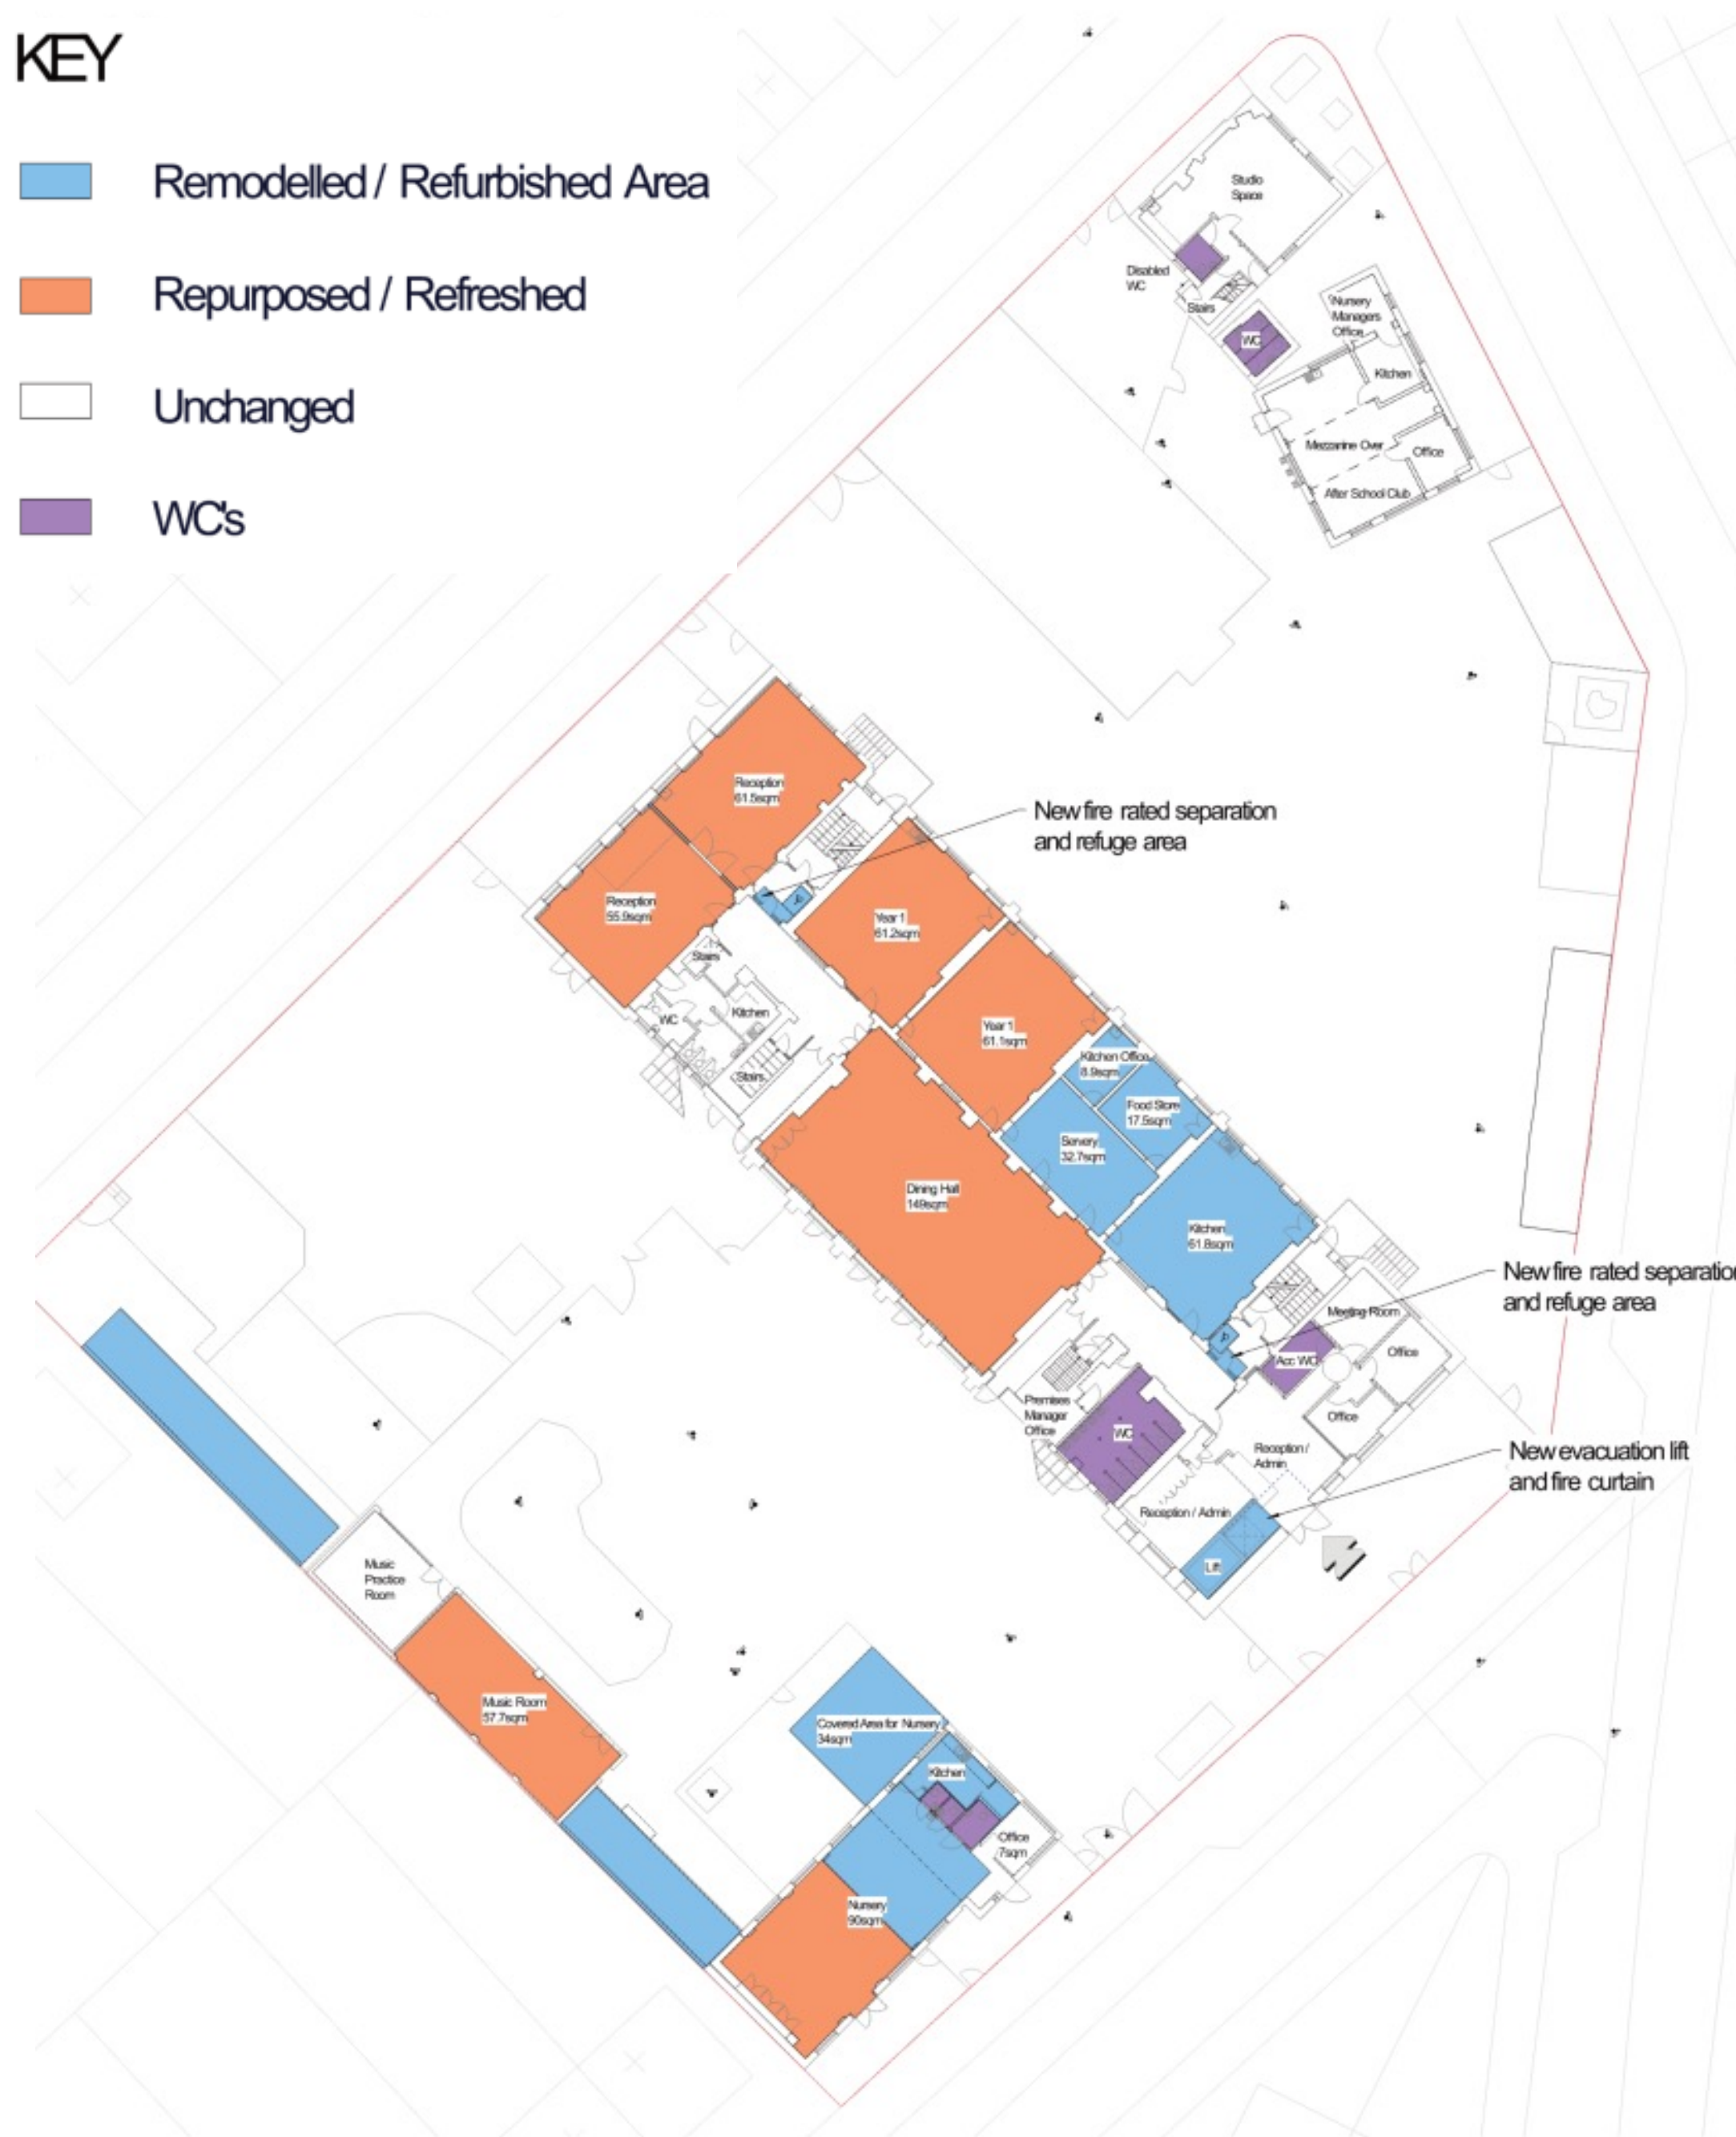 KEY
Remodelled / Refurbished Area
Repurposed / Refreshed
Unchanged
WC's
Studio
Space
Disabled
WC
Stairs
WC
Nursery
Managers
Office
Kitchen
Mezzanine Over
Office
After School Club
Reception
61.5sqm
New fire rated separation
and refuge area
Reception
55.9sqm
Year 1
61.2sqm
Stairs
WC
Kitchen
Stairs
Year 1
61.1sqm
Kitchen Office
8.9sqm
Food Store
17.5sqm
Servery
32.7sqm
Dining Hall
149sqm
Kitchen
61.8sqm
New fire rated separation
and refuge area
Meeting Room
Office
Acc WC
Premises
Manager
Office
WC
Office
Reception /
Admin
New evacuation lift
and fire curtain
Reception / Admin
Lift
Music
Practice
Room
Music Room
57.7sqm
Covered Area for Nursery
34sqm
Kitchen
Office
7sqm
Nursery
90sqm